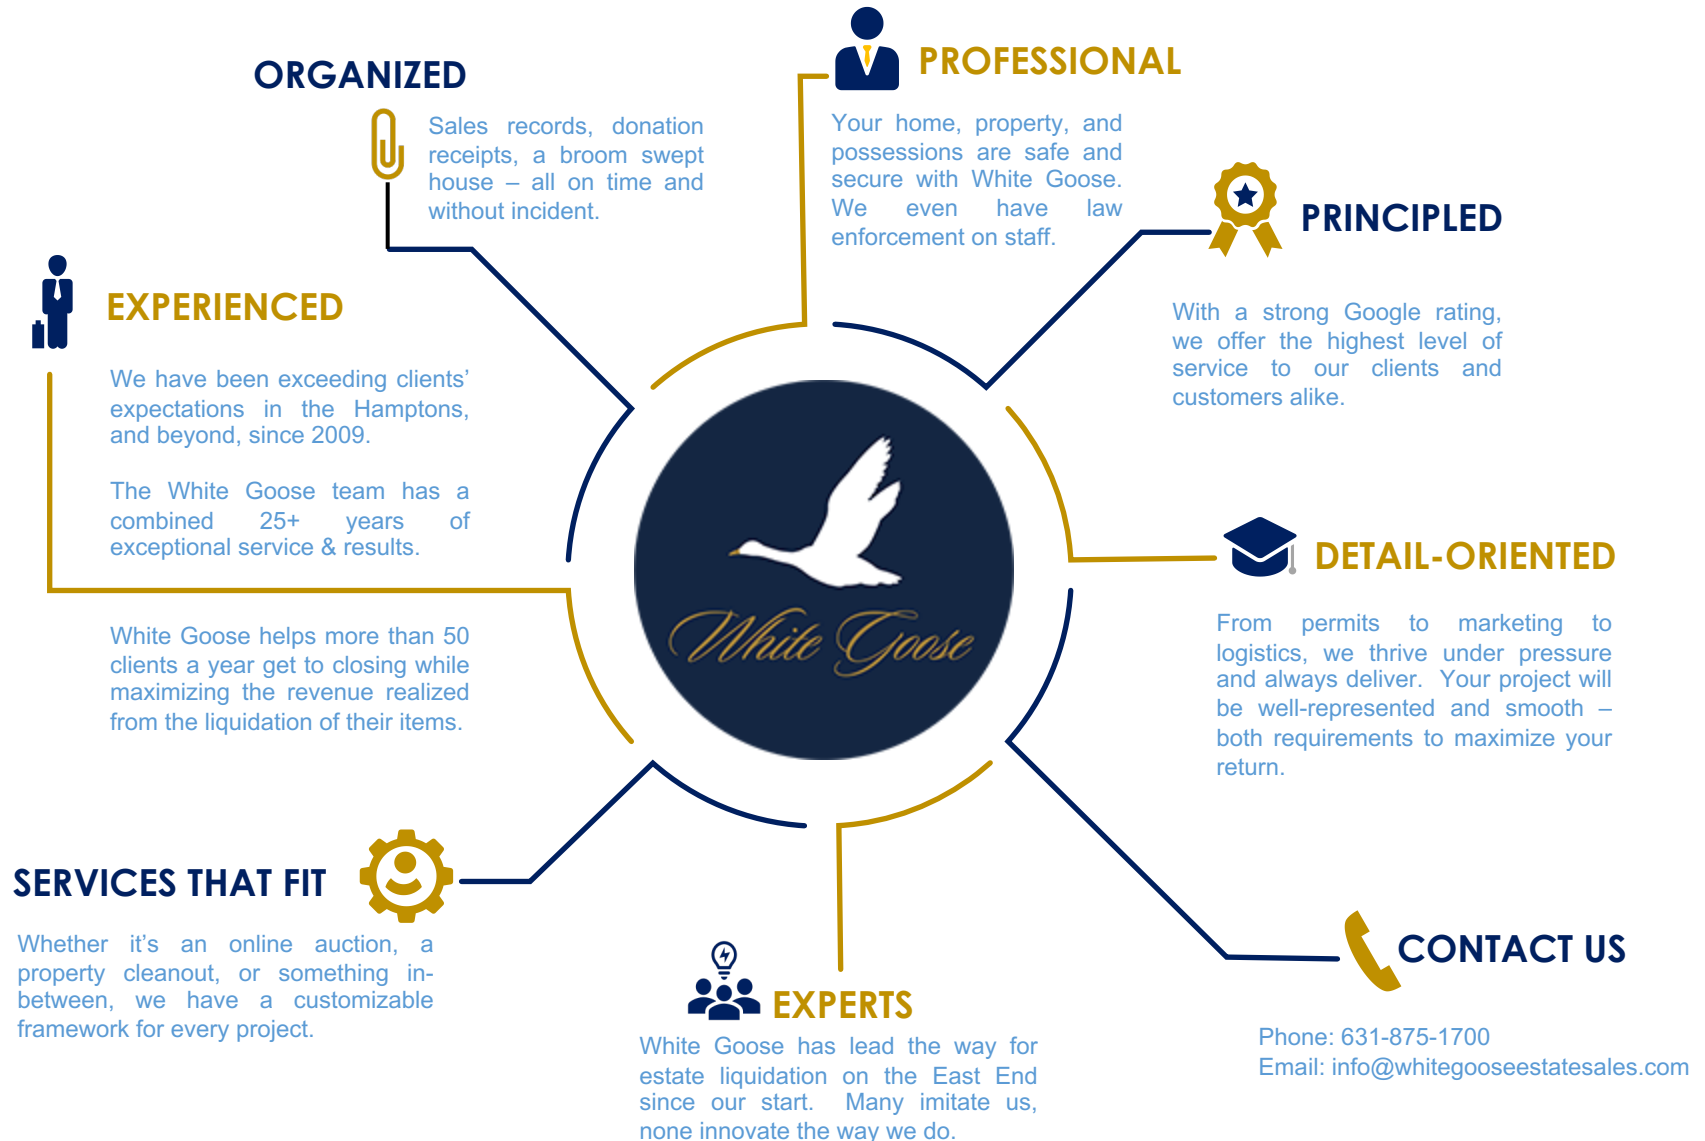 ORGANIZED
Sales records, donation
receipts, a broom swept
house – all on time and
without incident.
PROFESSIONAL
Your home, property, and
possessions are safe and
secure with White Goose.
We even have law
enforcement on staff.
PRINCIPLED
With a strong Google rating,
we offer the highest level of
service to our clients and
customers alike.
EXPERIENCED
We have been exceeding clients’
expectations in the Hamptons,
and beyond, since 2009.
The White Goose team has a
combined 25+ years of
exceptional service & results.
White Goose helps more than 50
clients a year get to closing while
maximizing the revenue realized
from the liquidation of their items.
White Goose
DETAIL-ORIENTED
From permits to marketing to
logistics, we thrive under pressure
and always deliver. Your project will
be well-represented and smooth –
both requirements to maximize your
return.
SERVICES THAT FIT
Whether it’s an online auction, a
property cleanout, or something in-
between, we have a customizable
framework for every project.
EXPERTS
White Goose has lead the way for
estate liquidation on the East End
since our start. Many imitate us,
none innovate the way we do.
CONTACT US
Phone: 631-875-1700
Email: info@whitegooseestatesales.com